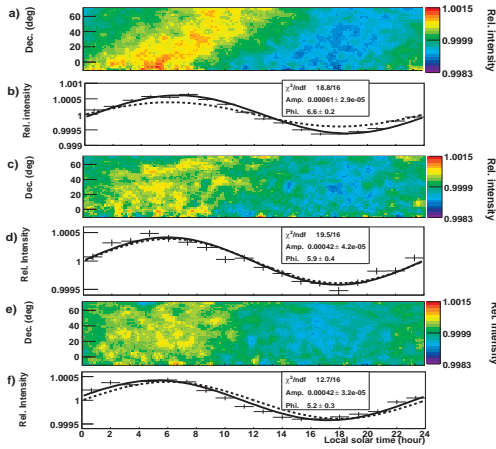 a)
Dec. (deg)
60
40
20
0
1.0015
0.9999
0.9983
Rel. intensity
b)
Rel. intensity
1.001
1.0005
1
0.9995
0.999
χ²/ndf 18.8/16
Amp. 0.00061 ± 2.9e-05
Phi. 6.6 ± 0.2
c)
Dec. (deg)
60
40
20
0
1.0015
0.9999
0.9983
Rel. intensity
d)
Rel. Intensity
1.0005
1
0.9995
χ²/ndf 19.5/16
Amp. 0.00042 ± 4.2e-05
Phi. 5.9 ± 0.4
e)
Dec. (deg)
60
40
20
0
1.0015
0.9999
0.9983
Rel. intensity
f)
Rel. Intensity
1.0005
1
0.9995
χ²/ndf 12.7/16
Amp. 0.00042 ± 3.2e-05
Phi. 5.2 ± 0.3
0 2 4 6 8 10 12 14 16 18 20 22 24
Local solar time (hour)